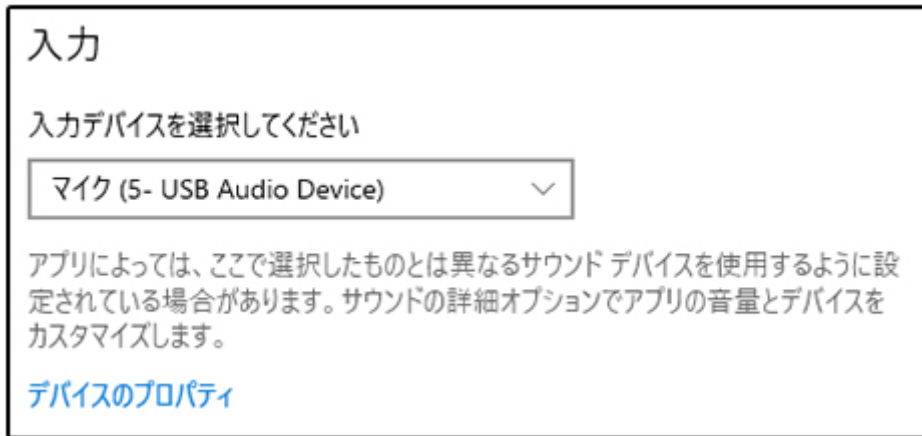 入力
入力デバイスを選択してください
マイク (5- USB Audio Device)
アプリによっては、ここで選択したものとは異なるサウンド デバイスを使用するように設
定されている場合があります。サウンドの詳細オプションでアプリの音量とデバイスを
カスタマイズします。
デバイスのプロパティ